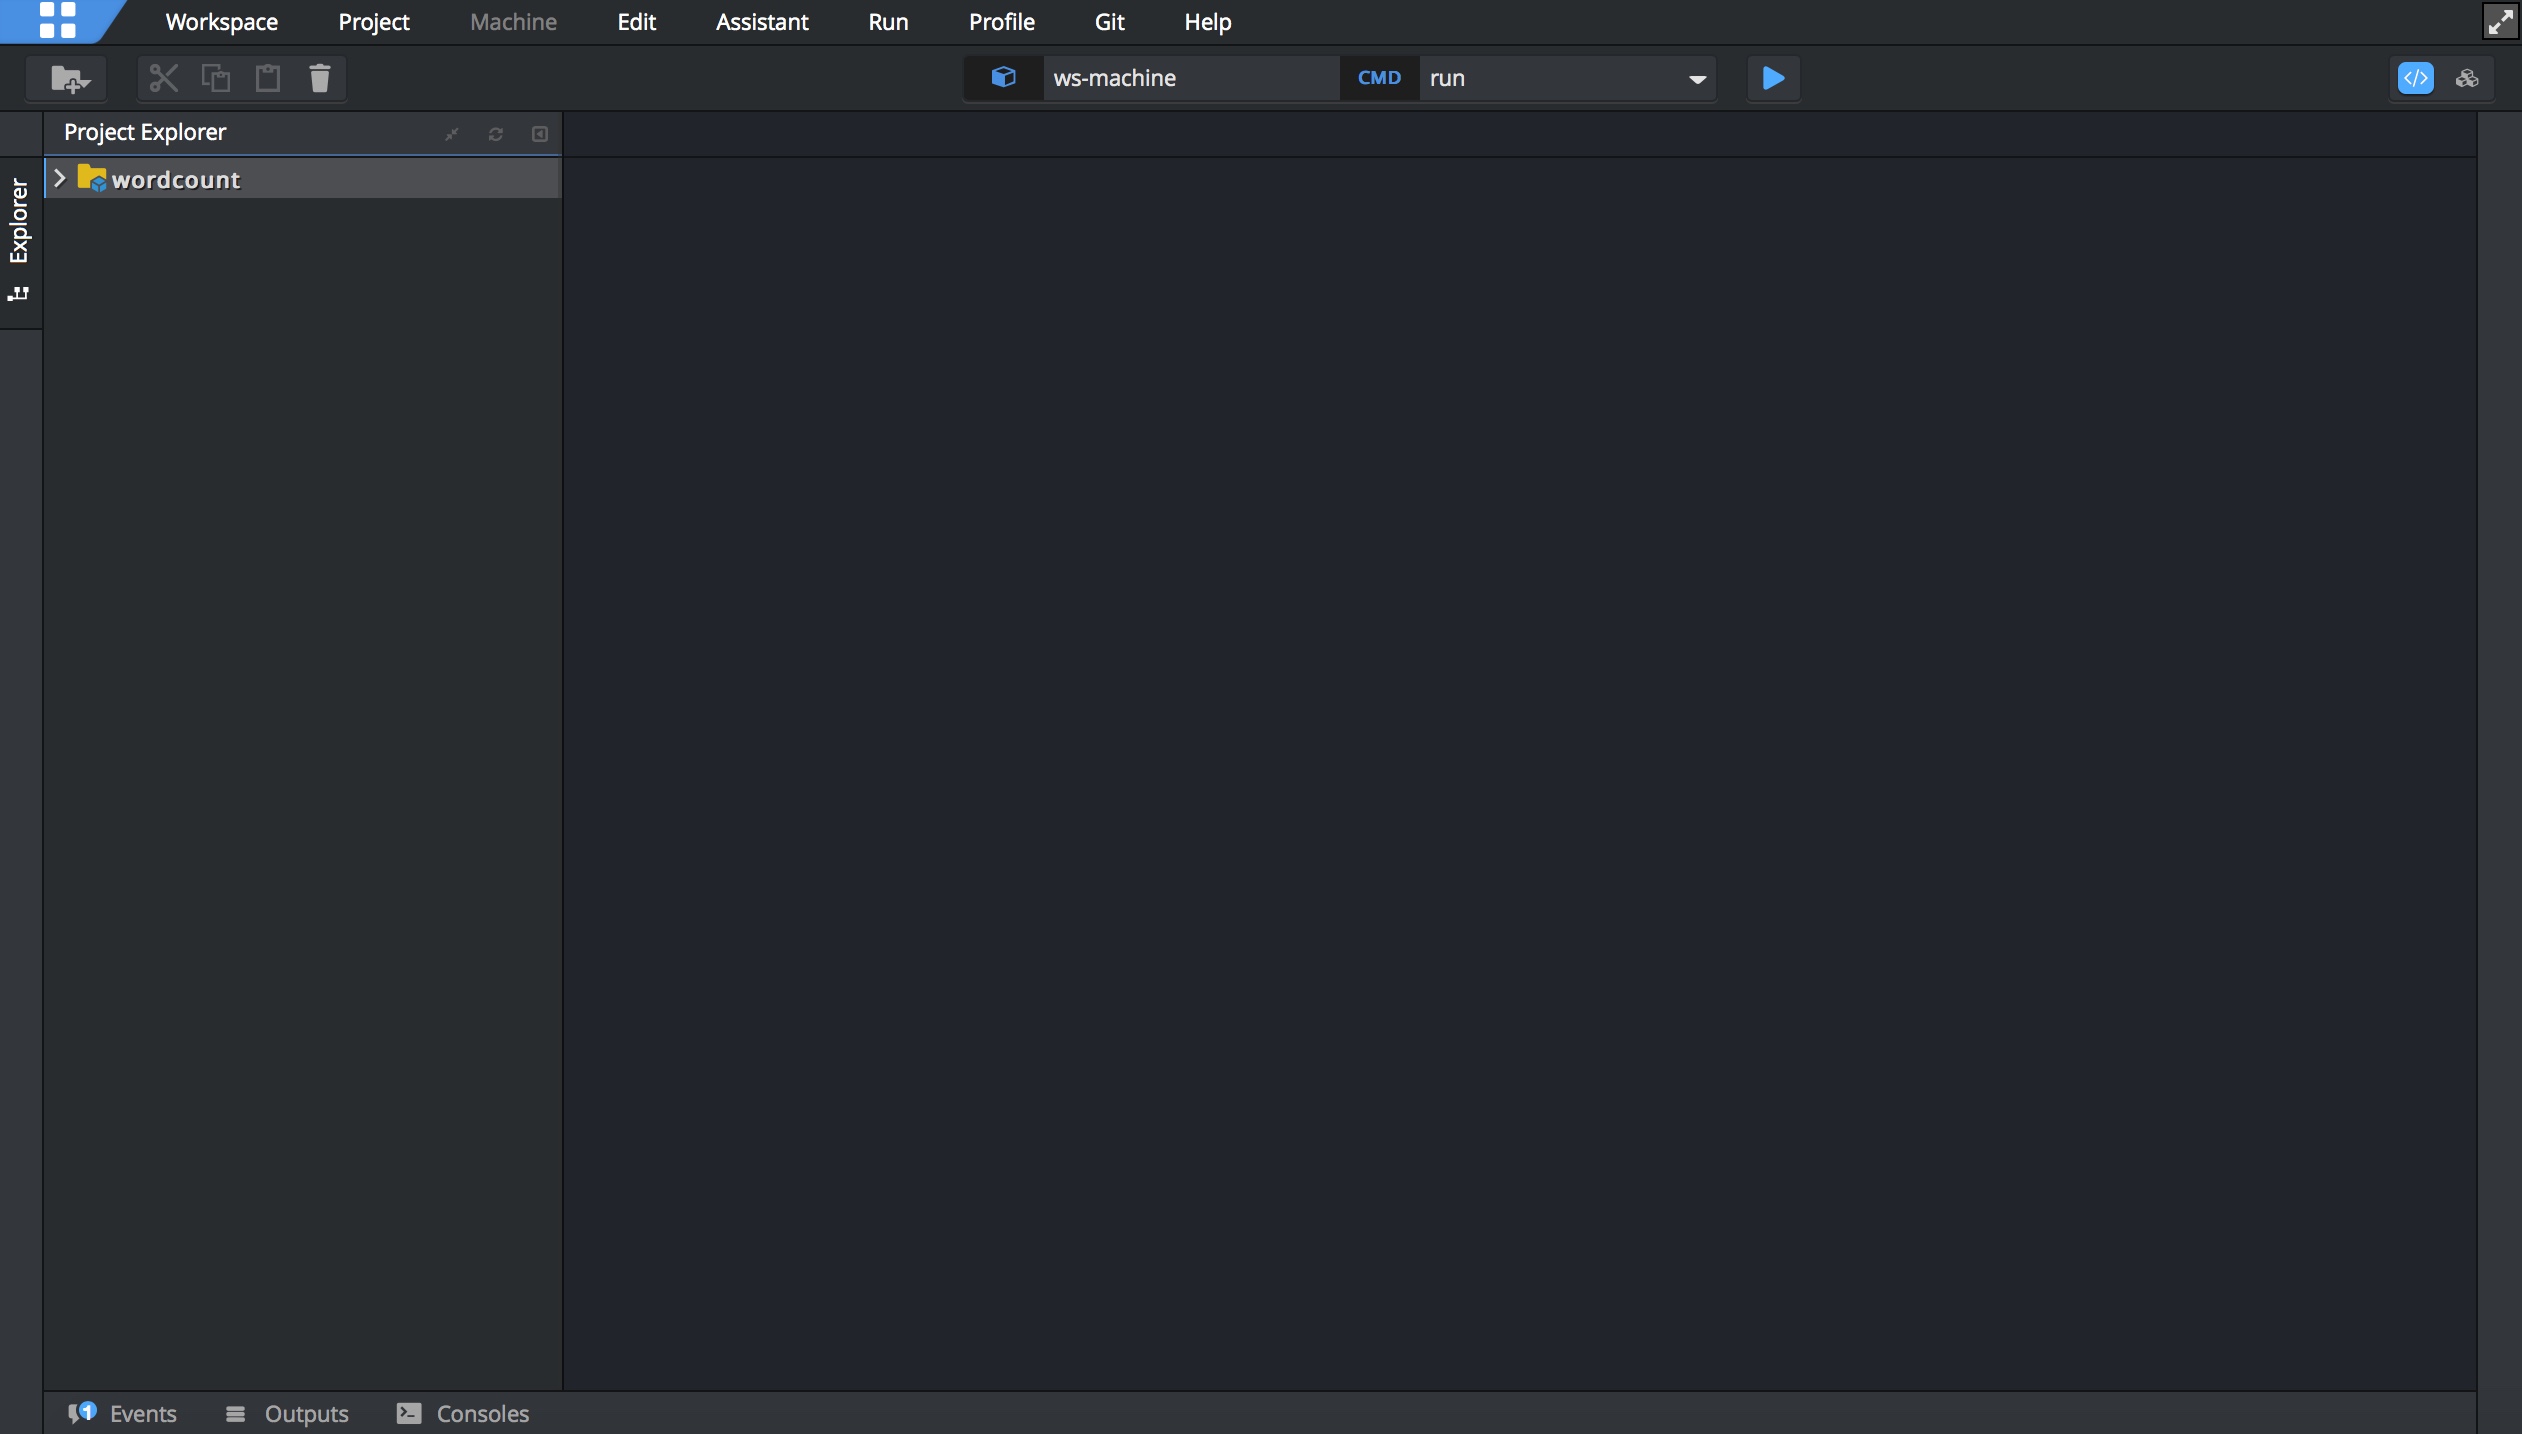 Workspace Project Machine Edit Assistant Run Profile Git Help
ws-machine CMD run
Project Explorer
wordcount
Explorer
1 Events Outputs Consoles